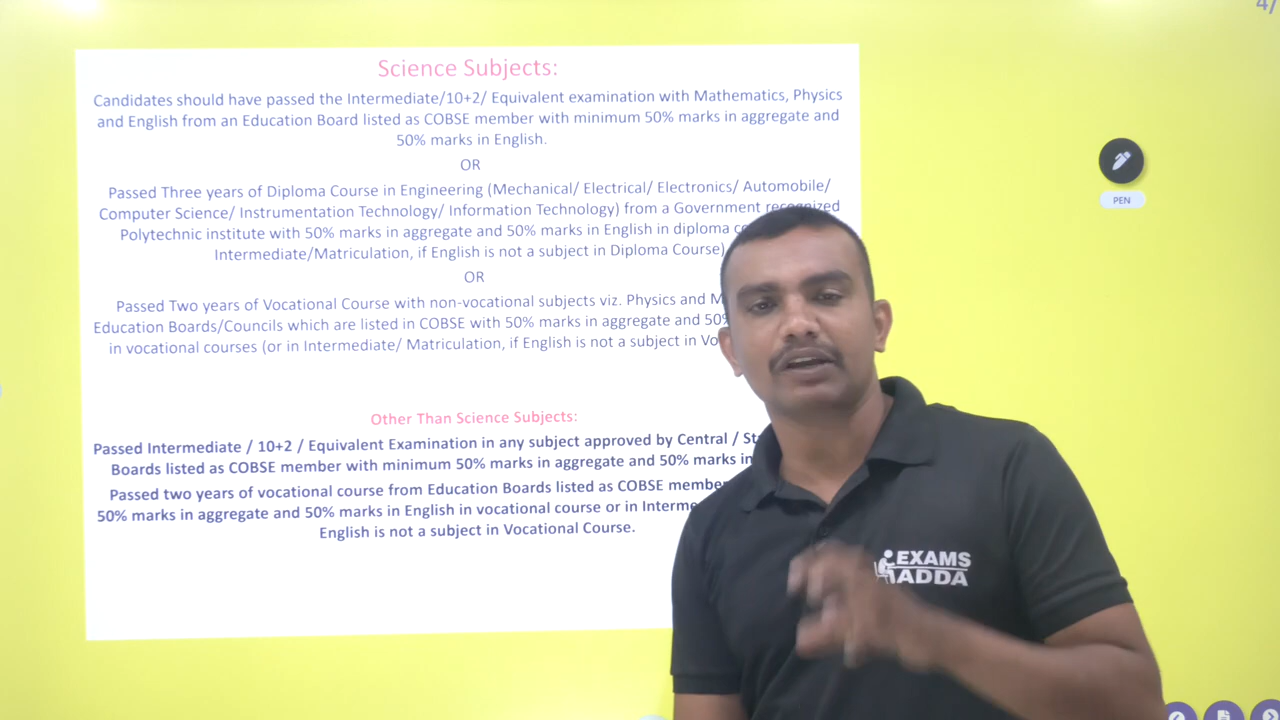 4/
Science Subjects:
Candidates should have passed the Intermediate/10+2/ Equivalent examination with Mathematics, Physics
and English from an Education Board listed as COBSE member with minimum 50% marks in aggregate and
50% marks in English.
OR
Passed Three years of Diploma Course in Engineering (Mechanical/ Electrical/ Electronics/ Automobile/
Computer Science/ Instrumentation Technology/ Information Technology) from a Government recognized
Polytechnic institute with 50% marks in aggregate and 50% marks in English in diploma
Intermediate/Matriculation, if English is not a subject in Diploma Course)
OR
Passed Two years of Vocational Course with non-vocational subjects viz. Physics and
Education Boards/Councils which are listed in COBSE with 50% marks in aggregate and
in vocational courses (or in Intermediate/ Matriculation, if English is not a subject in
Other Than Science Subjects:
Passed Intermediate / 10+2 / Equivalent Examination in any subject approved by Central /
Boards listed as COBSE member with minimum 50% marks in aggregate and 50% marks in
Passed two years of vocational course from Education Boards listed as COBSE member
50% marks in aggregate and 50% marks in English in vocational course or in
English is not a subject in Vocational Course.
PEN
EXAMS
ADDA